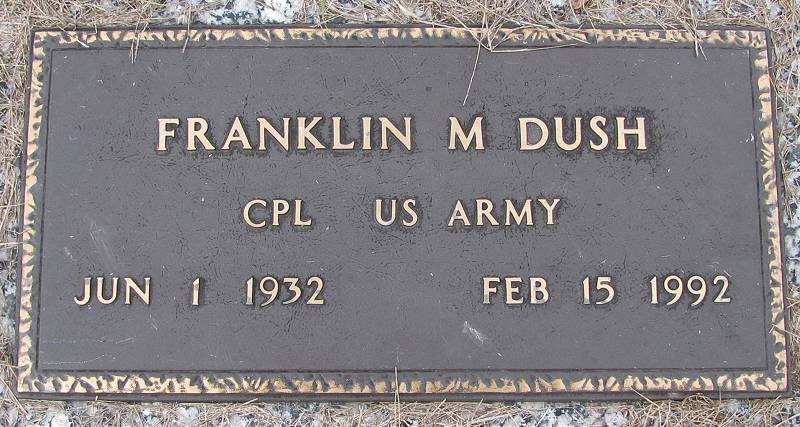 FRANKLIN M DUSH
CPL US ARMY
JUN 1 1932 FEB 15 1992